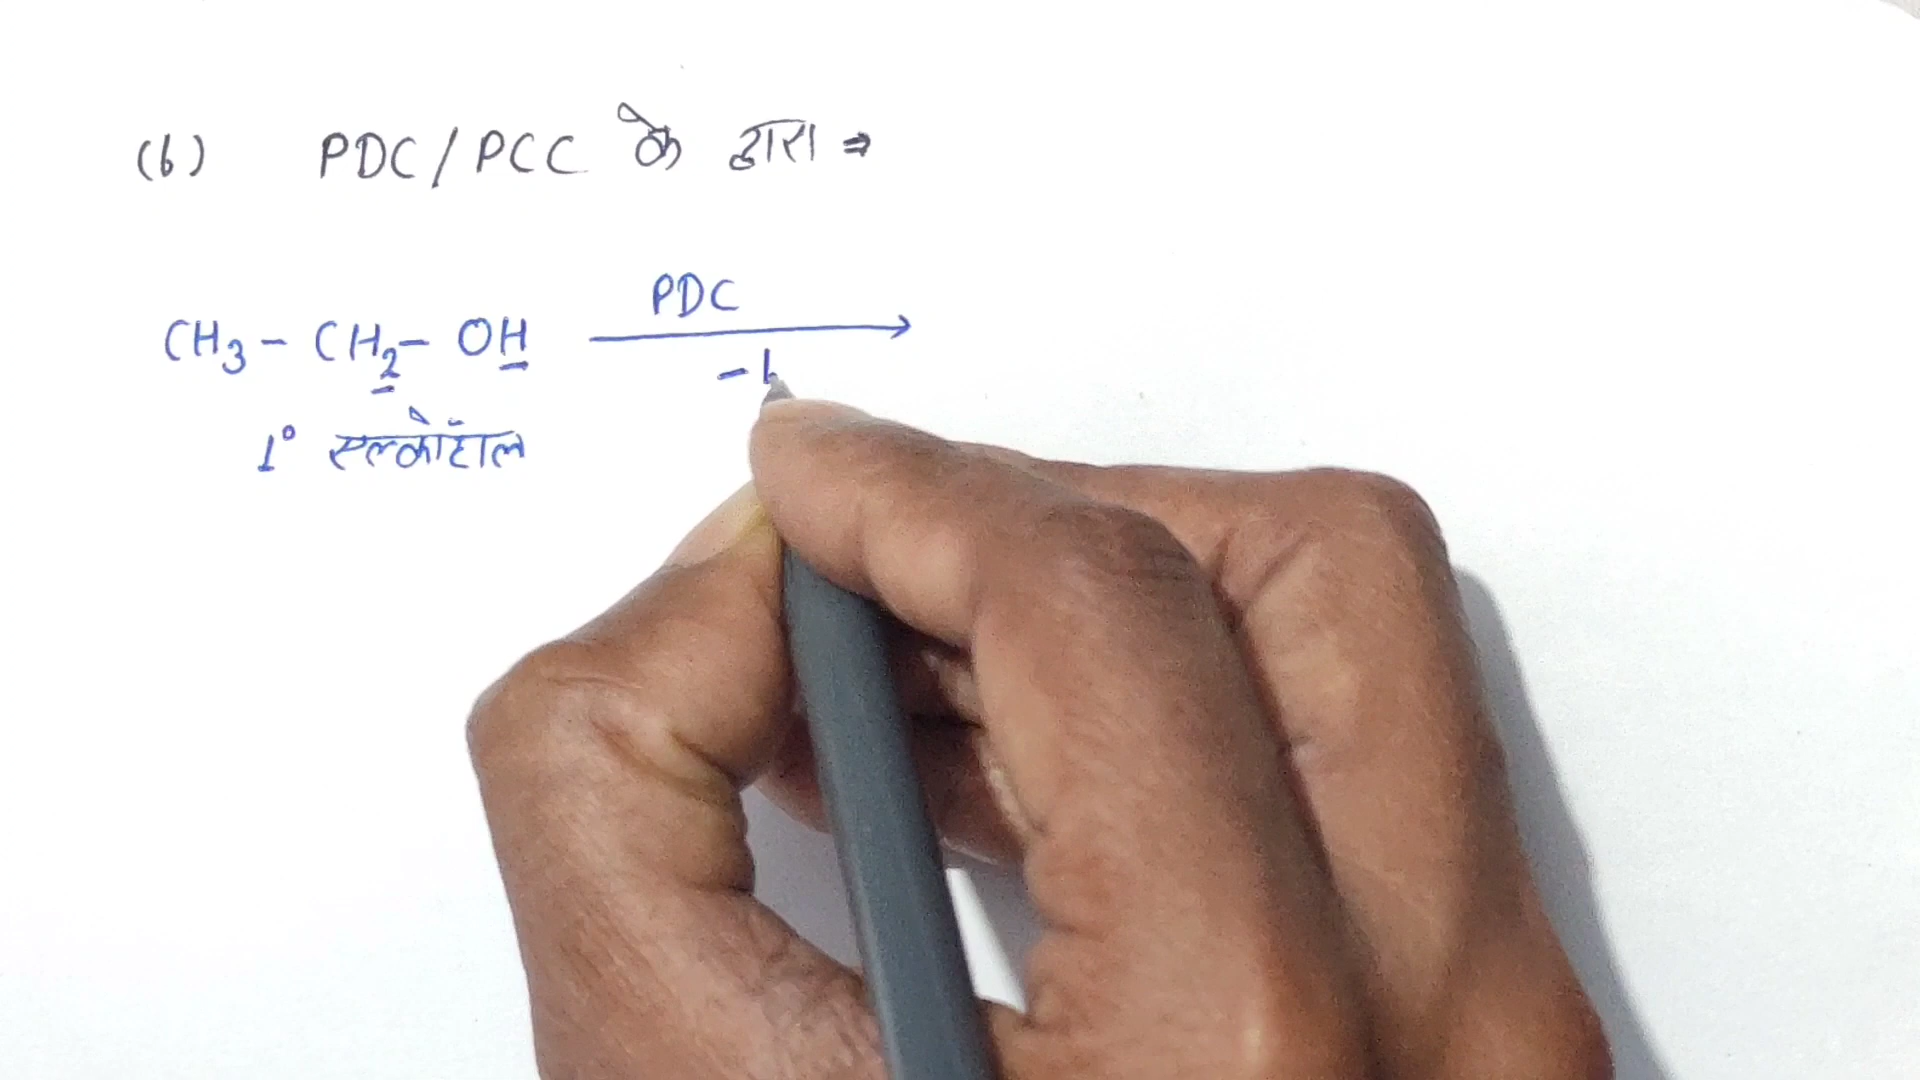 (b) PDC/PCC के द्वारा ⇒
PDC
CH₃ – CH₂ – OH ⟶
–
1° एल्कोहॉल